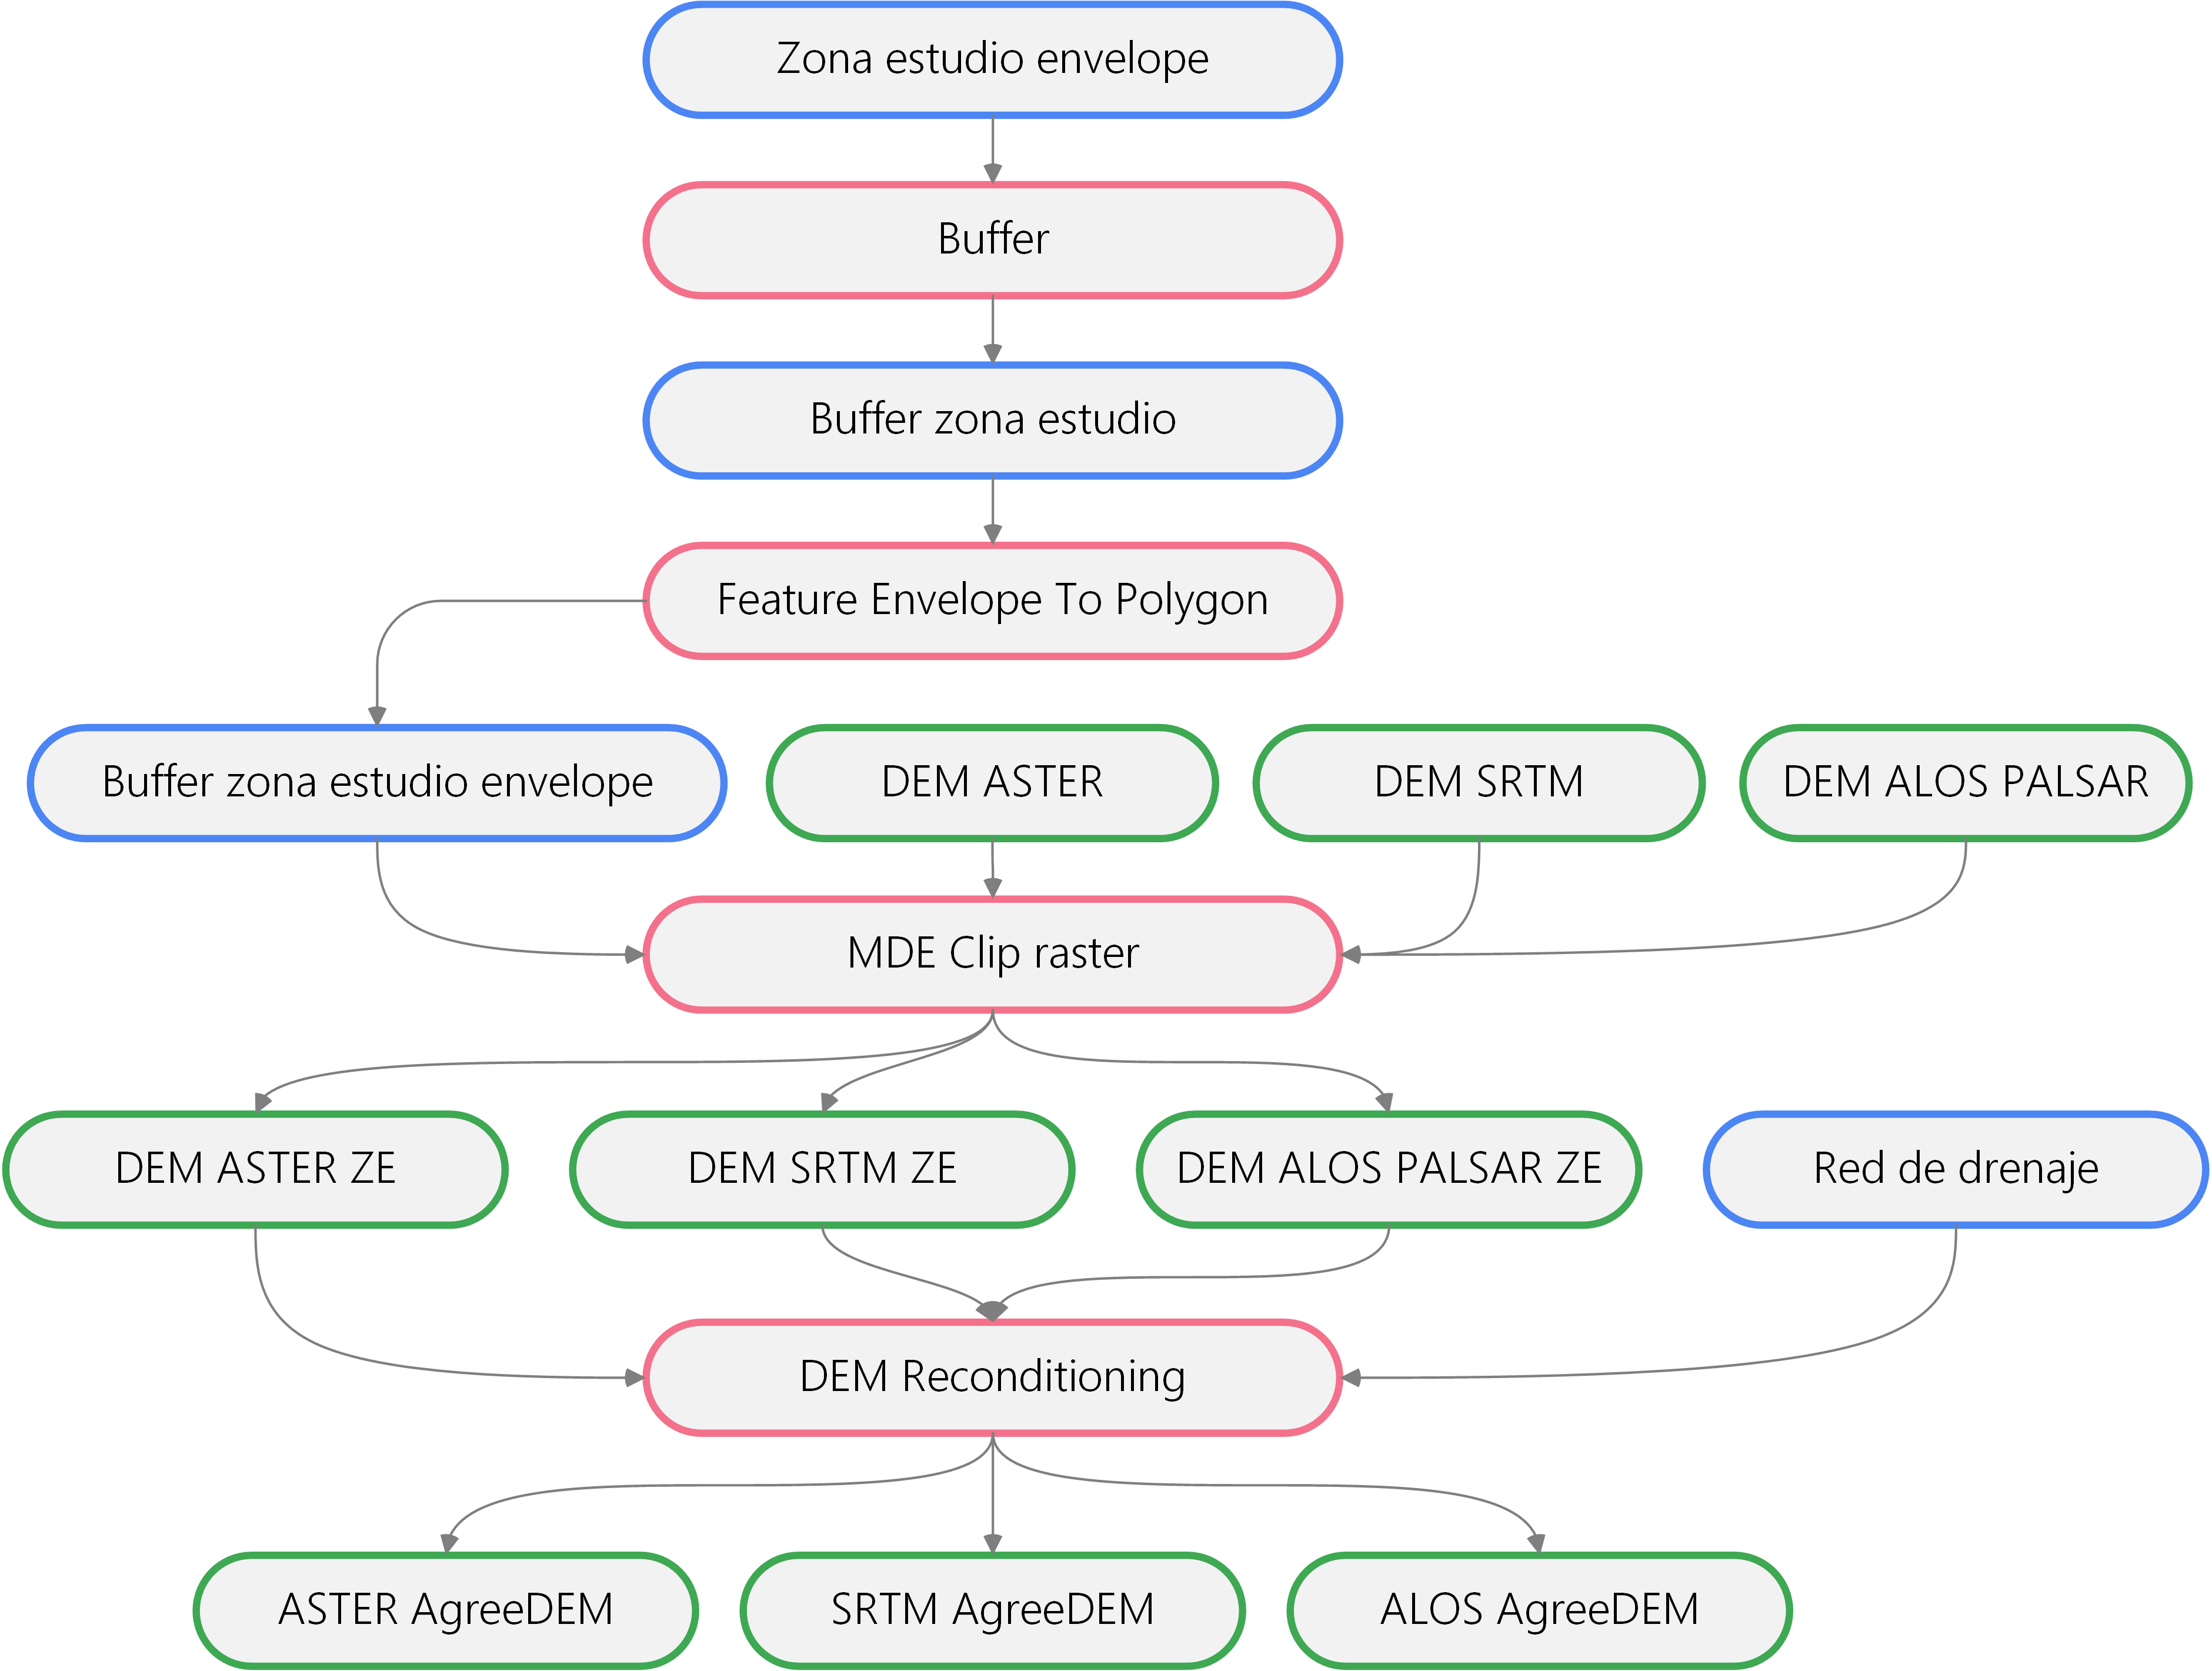 Zona estudio envelope
Buffer
Buffer zona estudio
Feature Envelope To Polygon
Buffer zona estudio envelope
DEM ASTER
DEM SRTM
DEM ALOS PALSAR
MDE Clip raster
DEM ASTER ZE
DEM SRTM ZE
DEM ALOS PALSAR ZE
Red de drenaje
DEM Reconditioning
ASTER AgreeDEM
SRTM AgreeDEM
ALOS AgreeDEM